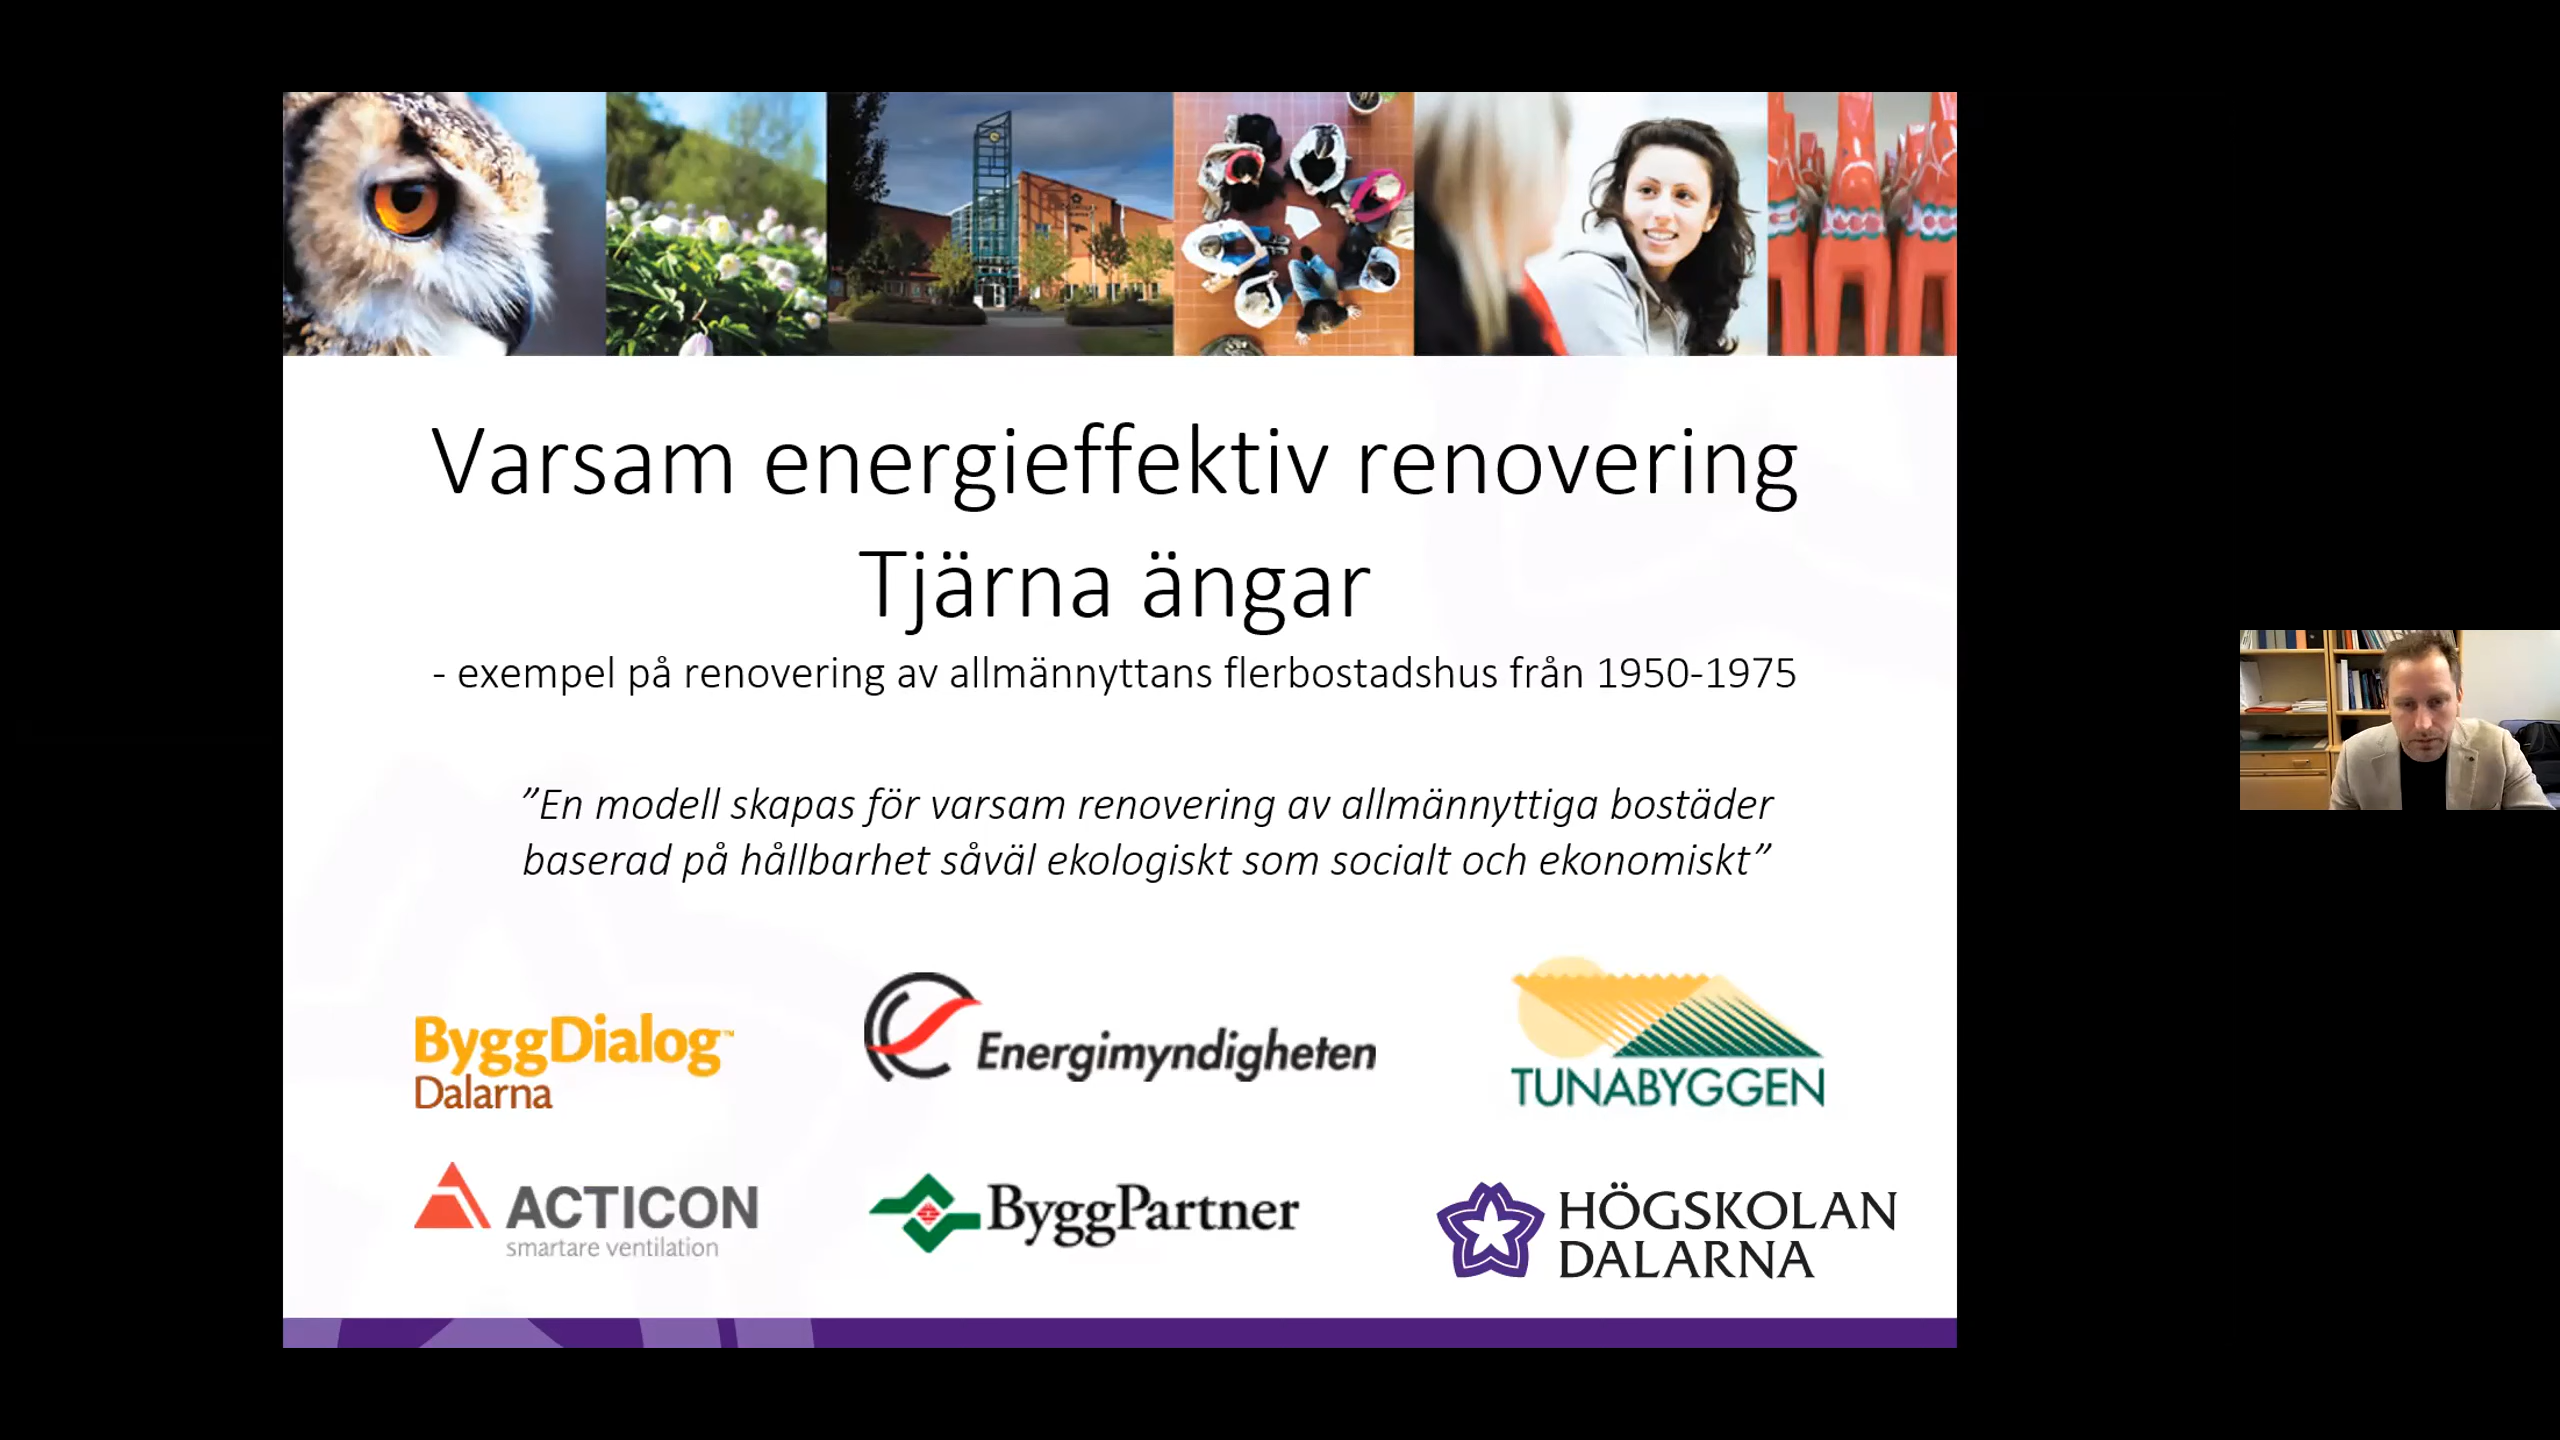 Varsam energieffektiv renovering
Tjärna ängar
- exempel på renovering av allmännyttans flerbostadshus från 1950-1975
”En modell skapas för varsam renovering av allmännyttiga bostäder
baserad på hållbarhet såväl ekologiskt som socialt och ekonomiskt”
ByggDialog™
Dalarna
Energimyndigheten
TUNABYGGEN
ACTICON
smartare ventilation
ByggPartner
HÖGSKOLAN
DALARNA